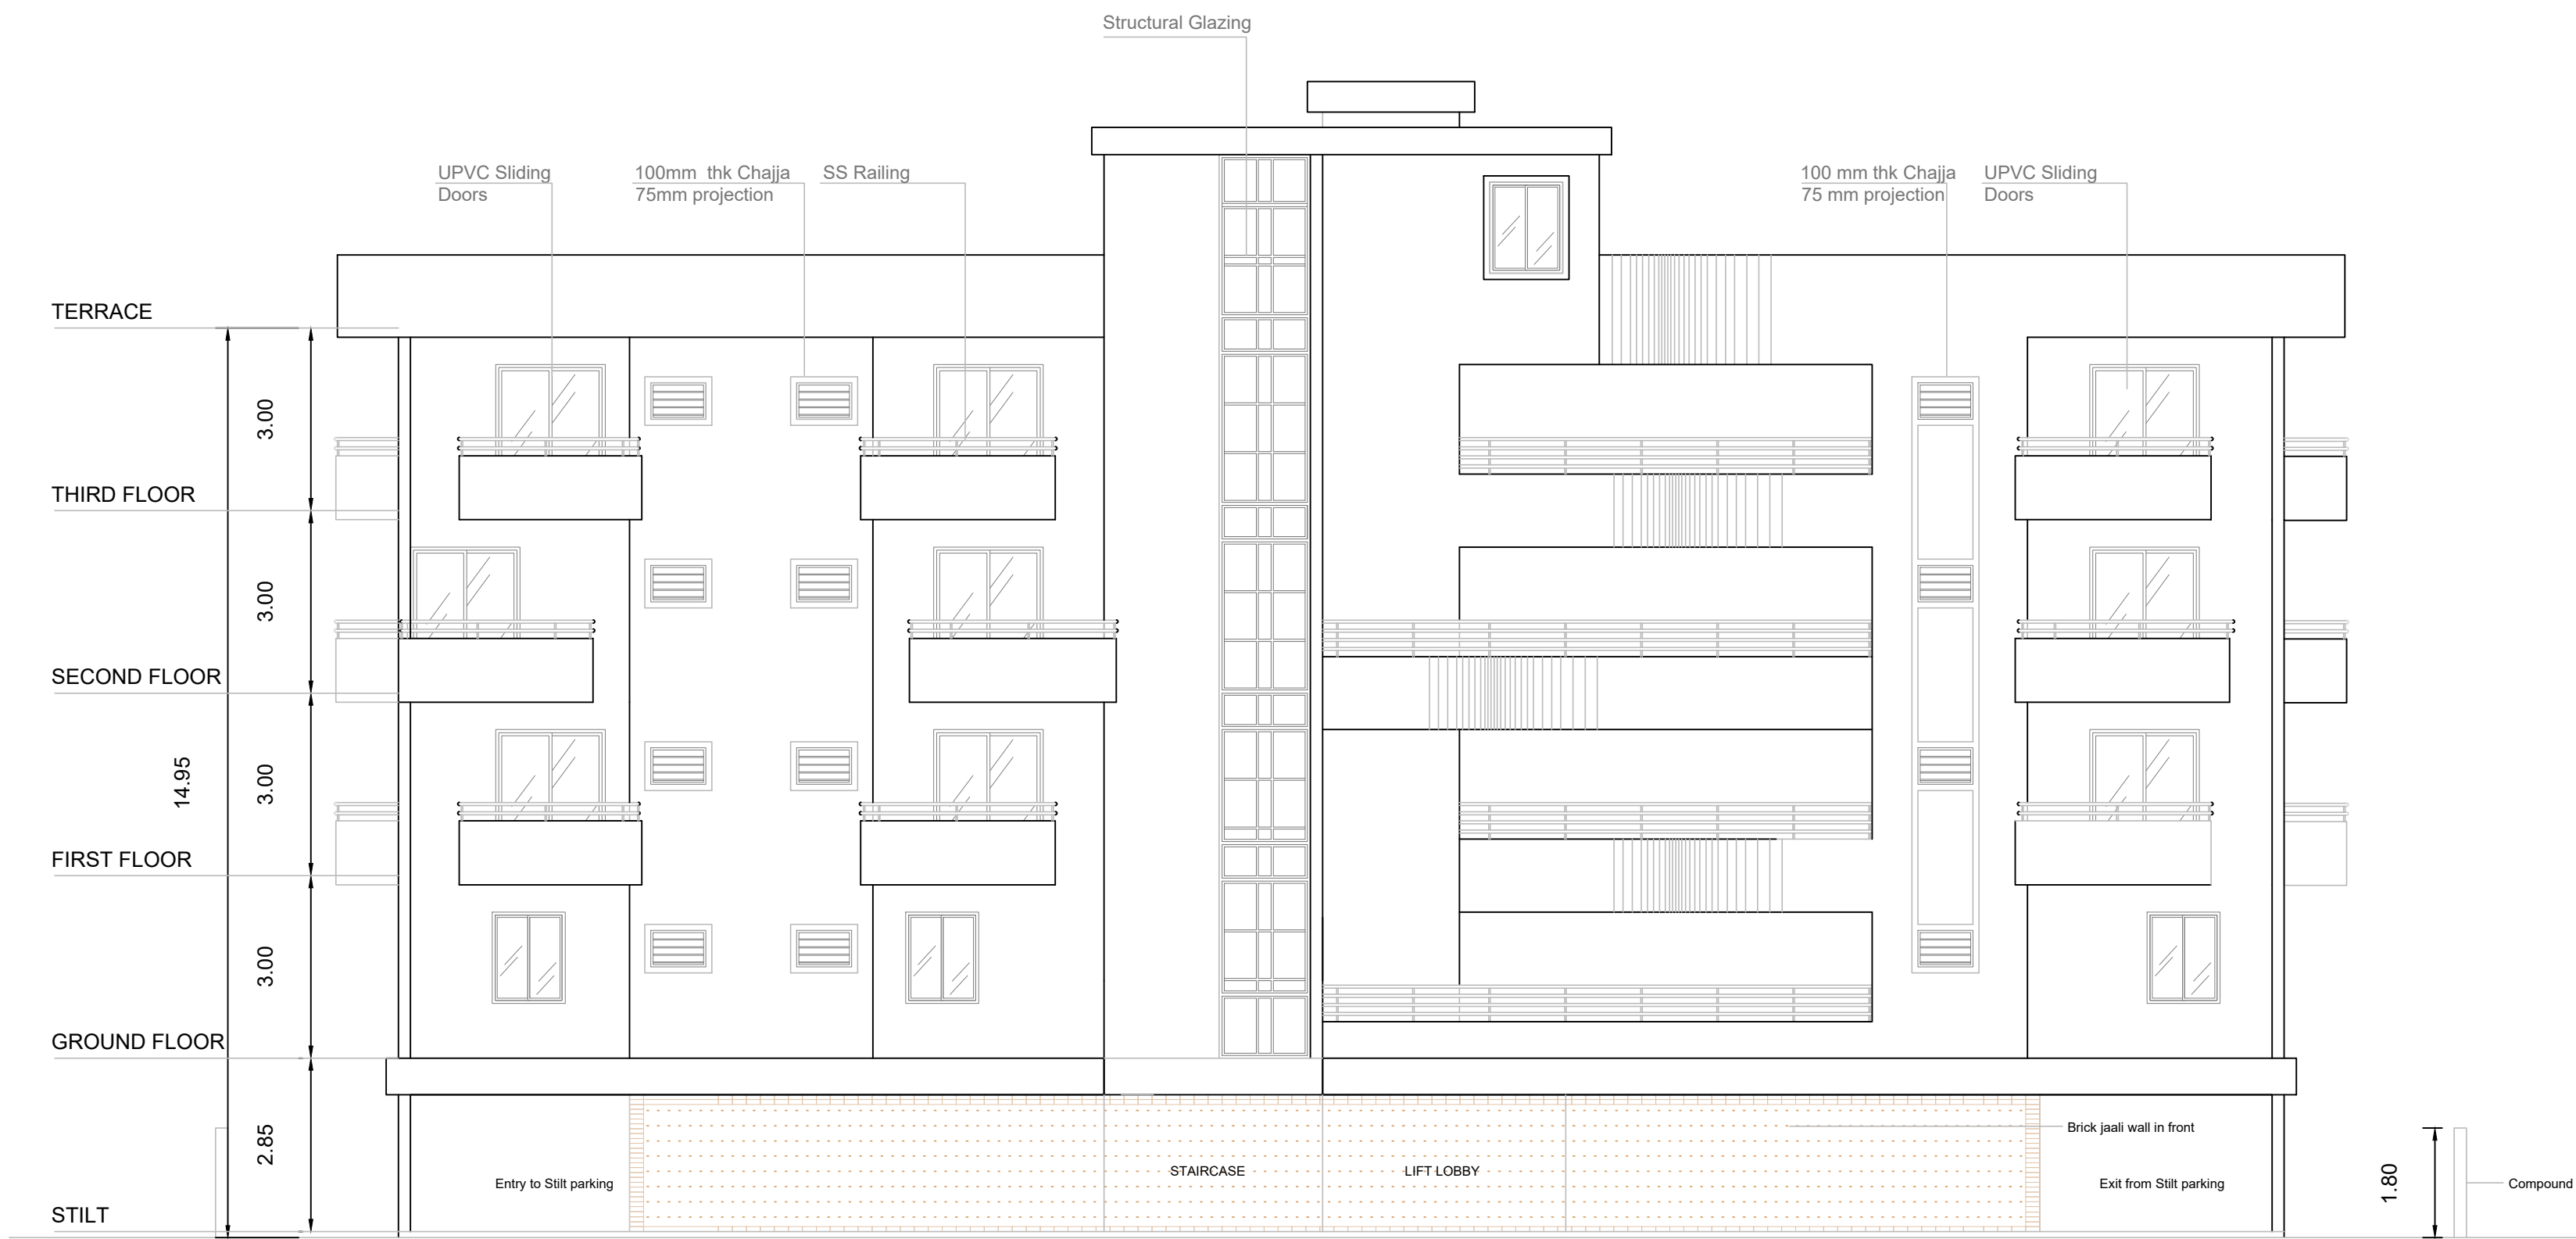 Structural Glazing
UPVC Sliding
Doors
100mm  thk Chajja
75mm projection
SS Railing
100 mm thk Chajja
75 mm projection
UPVC Sliding
Doors
TERRACE
3.00
THIRD FLOOR
3.00
SECOND FLOOR
14.95
3.00
FIRST FLOOR
3.00
GROUND FLOOR
2.85
STILT
Entry to Stilt parking
STAIRCASE
LIFT LOBBY
Brick jaali wall in front
Exit from Stilt parking
1.80
Compound